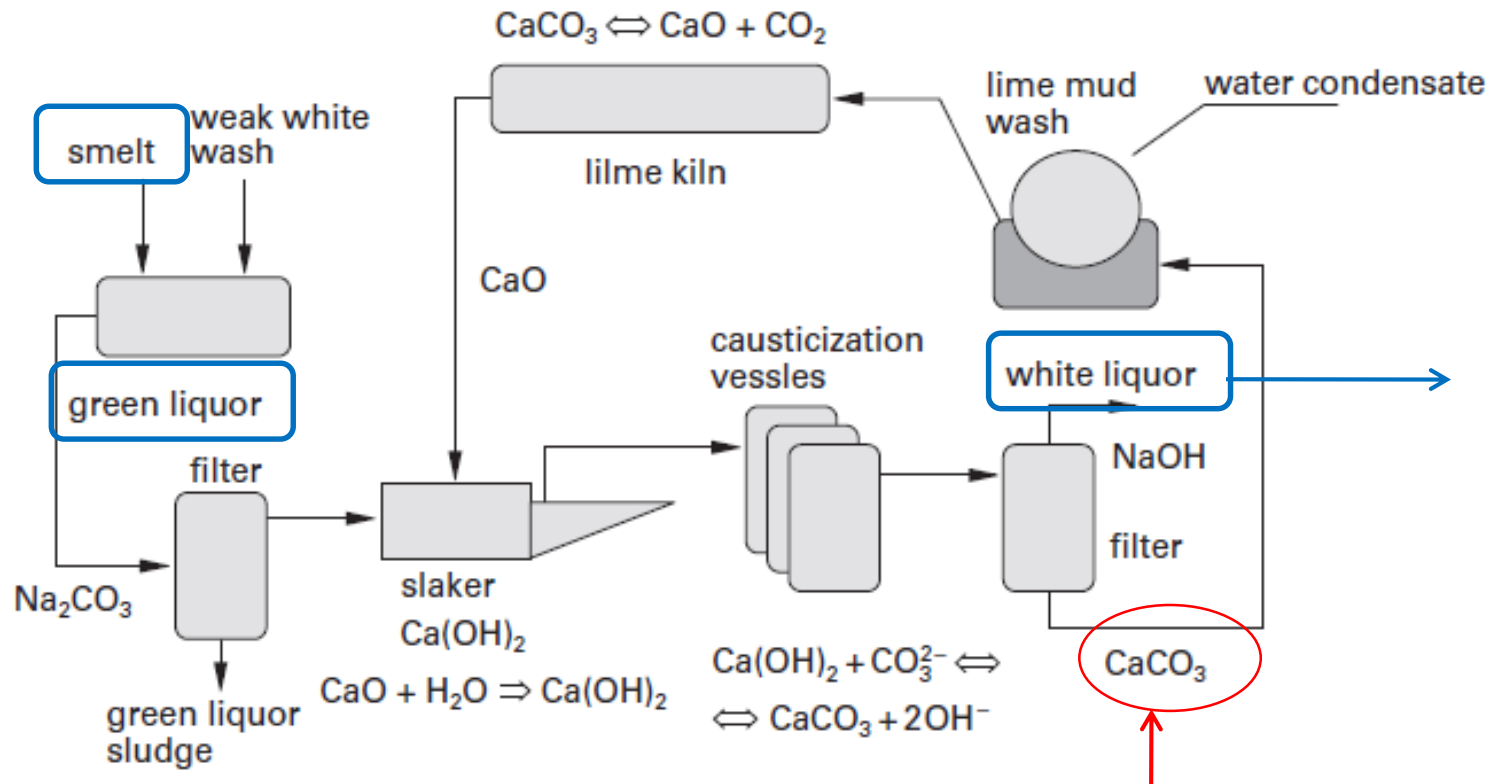 CaCO₃ ⇔ CaO + CO₂
smelt
weak white
wash
lilme kiln
lime mud
wash
water condensate
CaO
green liquor
filter
Na₂CO₃
green liquor
sludge
slaker
Ca(OH)₂
CaO + H₂O ⇒ Ca(OH)₂
causticization
vessles
Ca(OH)₂ + CO₃²⁻ ⇔
⇔ CaCO₃ + 2OH⁻
white liquor
NaOH
filter
CaCO₃